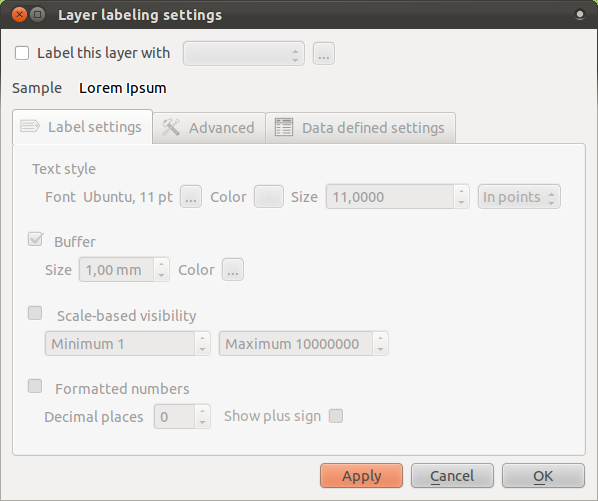 Layer labeling settings
Label this layer with ...
Sample Lorem Ipsum
Label settings Advanced Data defined settings
Text style
Font Ubuntu, 11 pt ... Color Size 11,0000 In points
Buffer
Size 1,00 mm Color ...
Scale-based visibility
Minimum 1 Maximum 10000000
Formatted numbers
Decimal places 0 Show plus sign
Apply Cancel OK